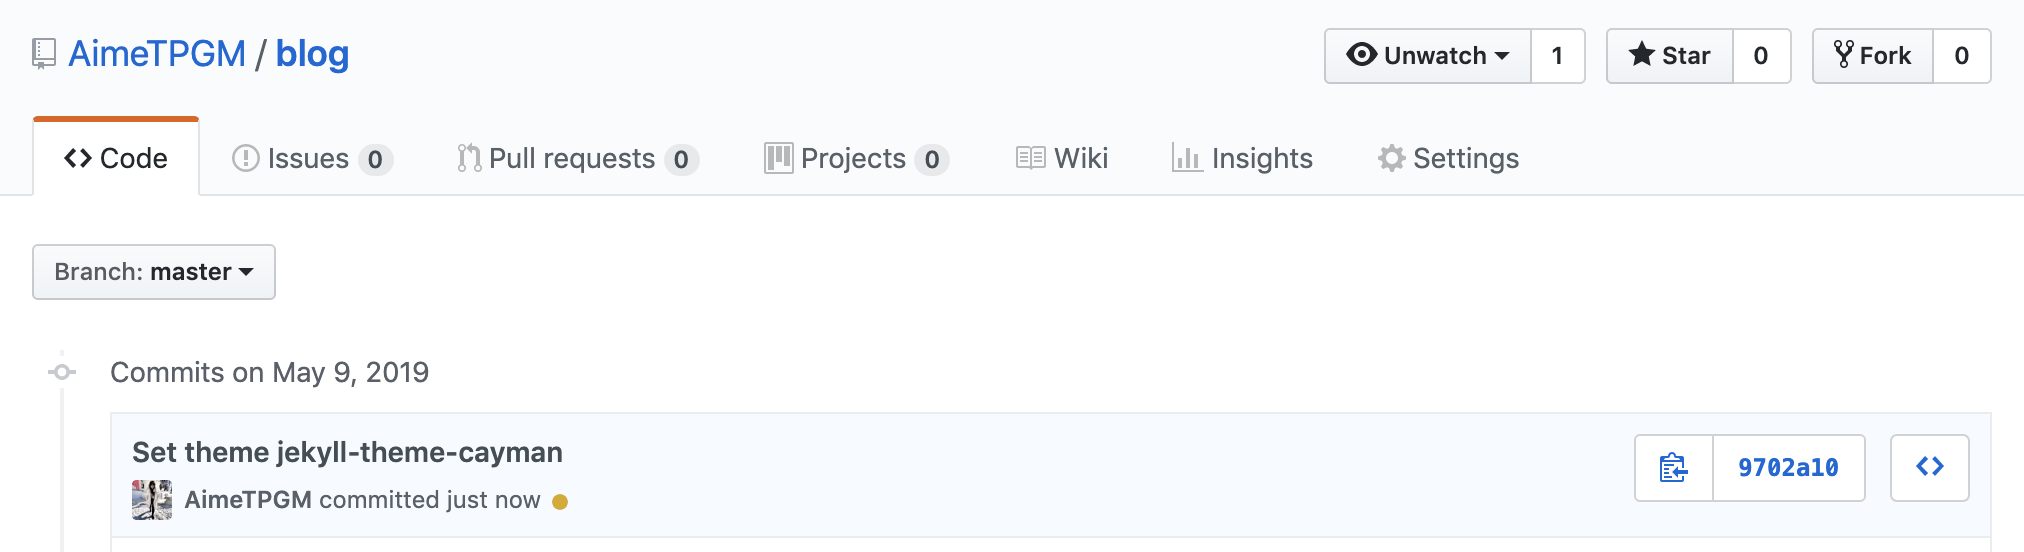 AimeTPGM / blog
Unwatch 1 Star 0 Fork 0
Code Issues 0 Pull requests 0 Projects 0 Wiki Insights Settings
Branch: master
Commits on May 9, 2019
Set theme jekyll-theme-cayman
AimeTPGM committed just now
9702a10